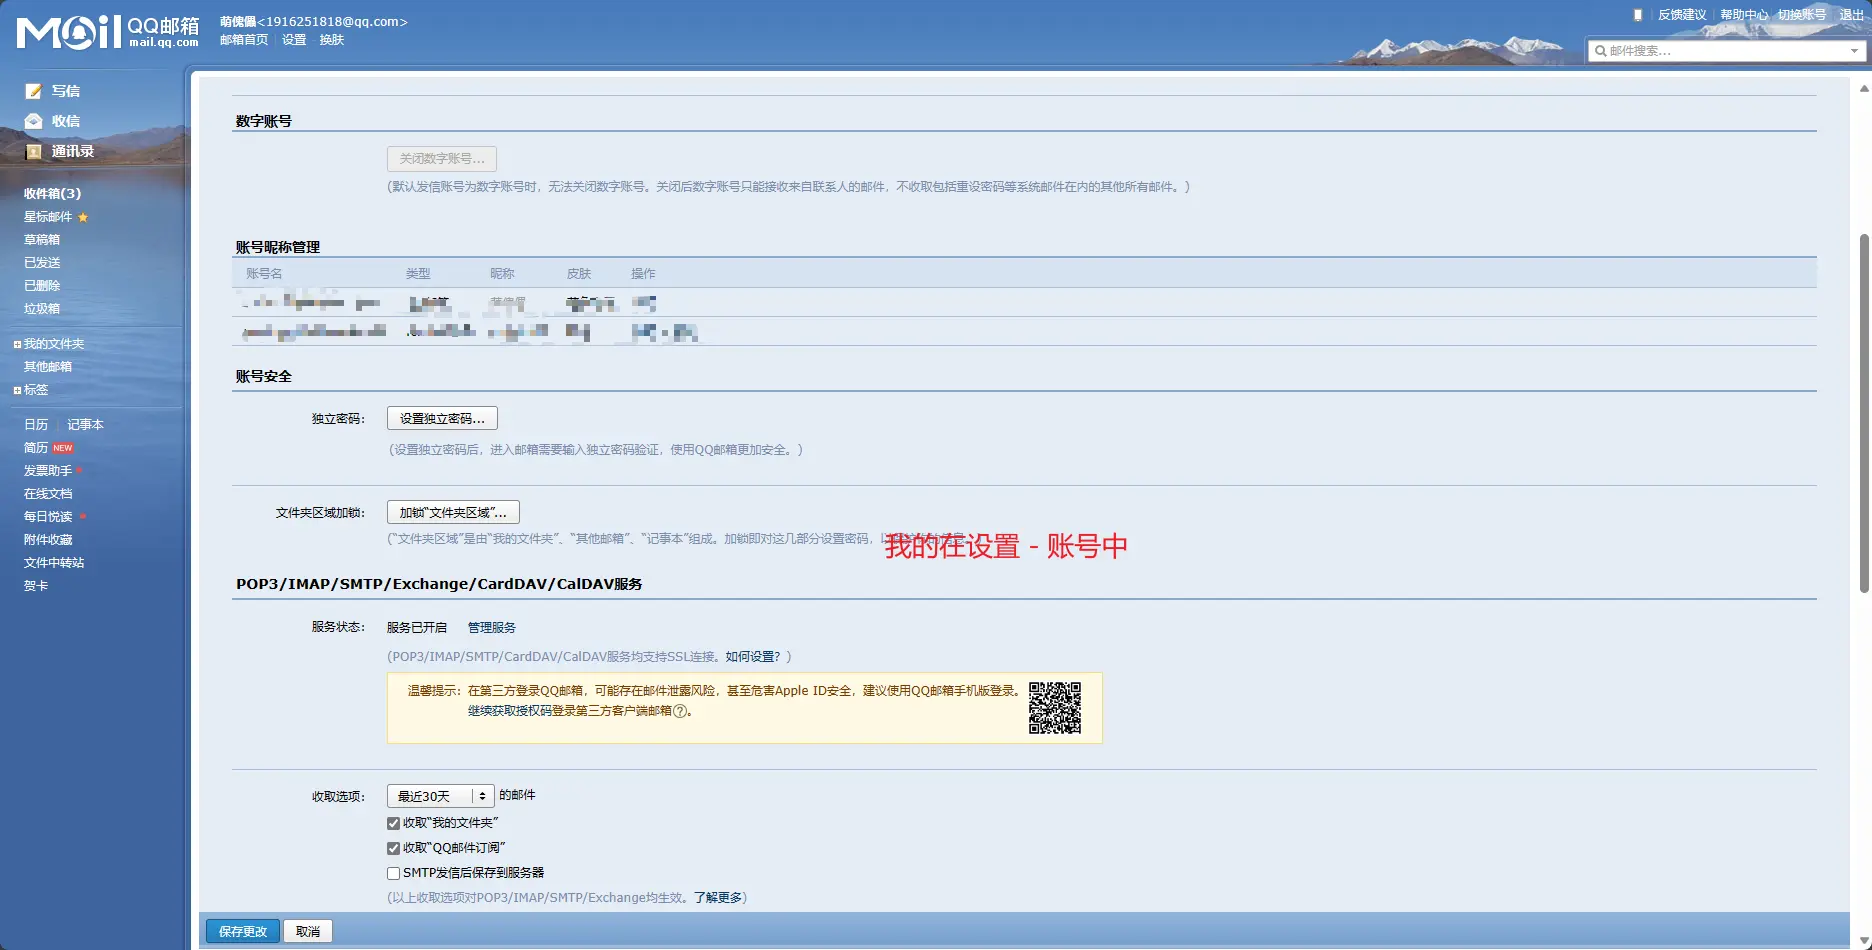 Mail QQ邮箱
mail.qq.com
萌傀儡<1916251818@qq.com>
邮箱首页 | 设置 - 换肤
反馈建议 | 帮助中心 切换账号 退出
邮件搜索...
写信
收信
通讯录
收件箱(3)
星标邮件
草稿箱
已发送
已删除
垃圾箱
我的文件夹
其他邮箱
标签
日历 | 记事本
简历 NEW
发票助手
在线文档
每日悦读
附件收藏
文件中转站
贺卡
数字账号
关闭数字账号...
(默认发信账号为数字账号时，无法关闭数字账号。关闭后数字账号只能接收来自联系人的邮件，不收取包括重设密码等系统邮件在内的其他所有邮件。)
账号昵称管理
账号名 类型 昵称 皮肤 操作
账号安全
独立密码： 设置独立密码...
(设置独立密码后，进入邮箱需要输入独立密码验证，使用QQ邮箱更加安全。)
文件夹区域加锁： 加锁“文件夹区域”...
(“文件夹区域”是由“我的文件夹”、“其他邮箱”、“记事本”组成。加锁即对这几部分设置密码，
我的在设置 - 账号中
POP3/IMAP/SMTP/Exchange/CardDAV/CalDAV服务
服务状态： 服务已开启 管理服务
(POP3/IMAP/SMTP/CardDAV/CalDAV服务均支持SSL连接。如何设置？)
温馨提示：在第三方登录QQ邮箱，可能存在邮件泄露风险，甚至危害Apple ID安全，建议使用QQ邮箱手机版登录。
继续获取授权码登录第三方客户端邮箱?。
收取选项： 最近30天 的邮件
收取“我的文件夹”
收取“QQ邮件订阅”
SMTP发信后保存到服务器
(以上收取选项对POP3/IMAP/SMTP/Exchange均生效。了解更多)
保存更改 取消